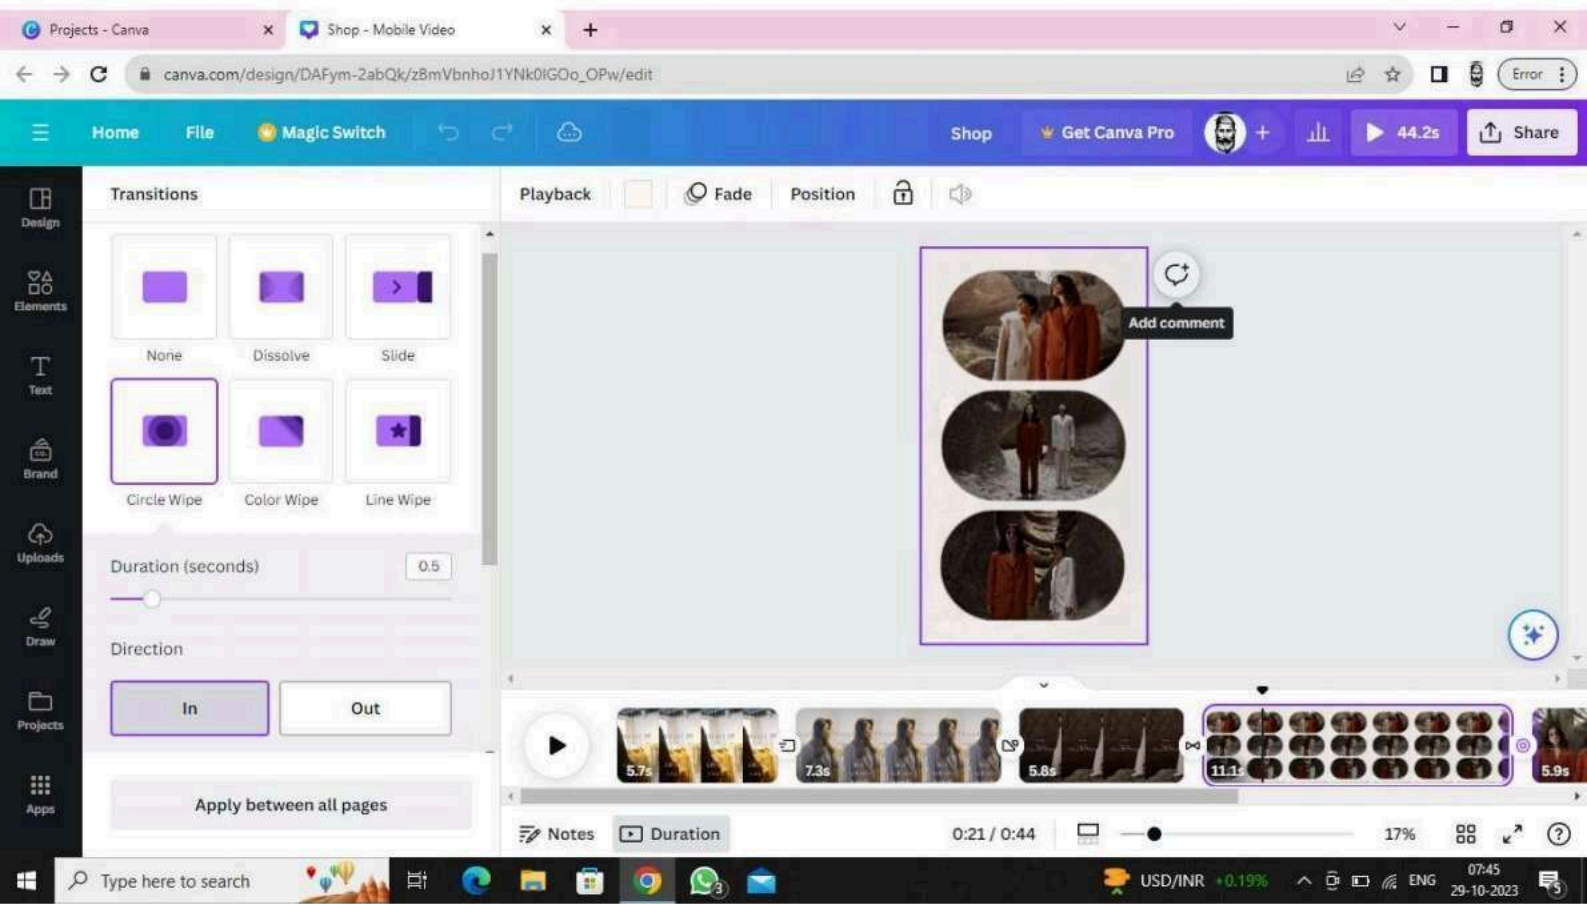 Projects - Canva
Shop - Mobile Video
canva.com/design/DAFym-2abQk/zBmVbnhoJ1YNk0IGOo_OPw/edit
Error
Home
File
Magic Switch
Shop
Get Canva Pro
44.2s
Share
Design
Elements
Text
Brand
Uploads
Draw
Projects
Apps
Transitions
None
Dissolve
Slide
Circle Wipe
Color Wipe
Line Wipe
Duration (seconds)
0.5
Direction
In
Out
Apply between all pages
Playback
Fade
Position
Add comment
5.7s
7.3s
5.8s
11.1s
5.9s
Notes
Duration
0:21 / 0:44
17%
Type here to search
3
USD/INR +0.19%
ENG
07:45
29-10-2023
5